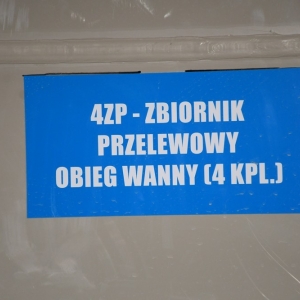 4ZP - ZBIORNIK
PRZELEWOWY
OBIEG WANNY (4 KPL.)